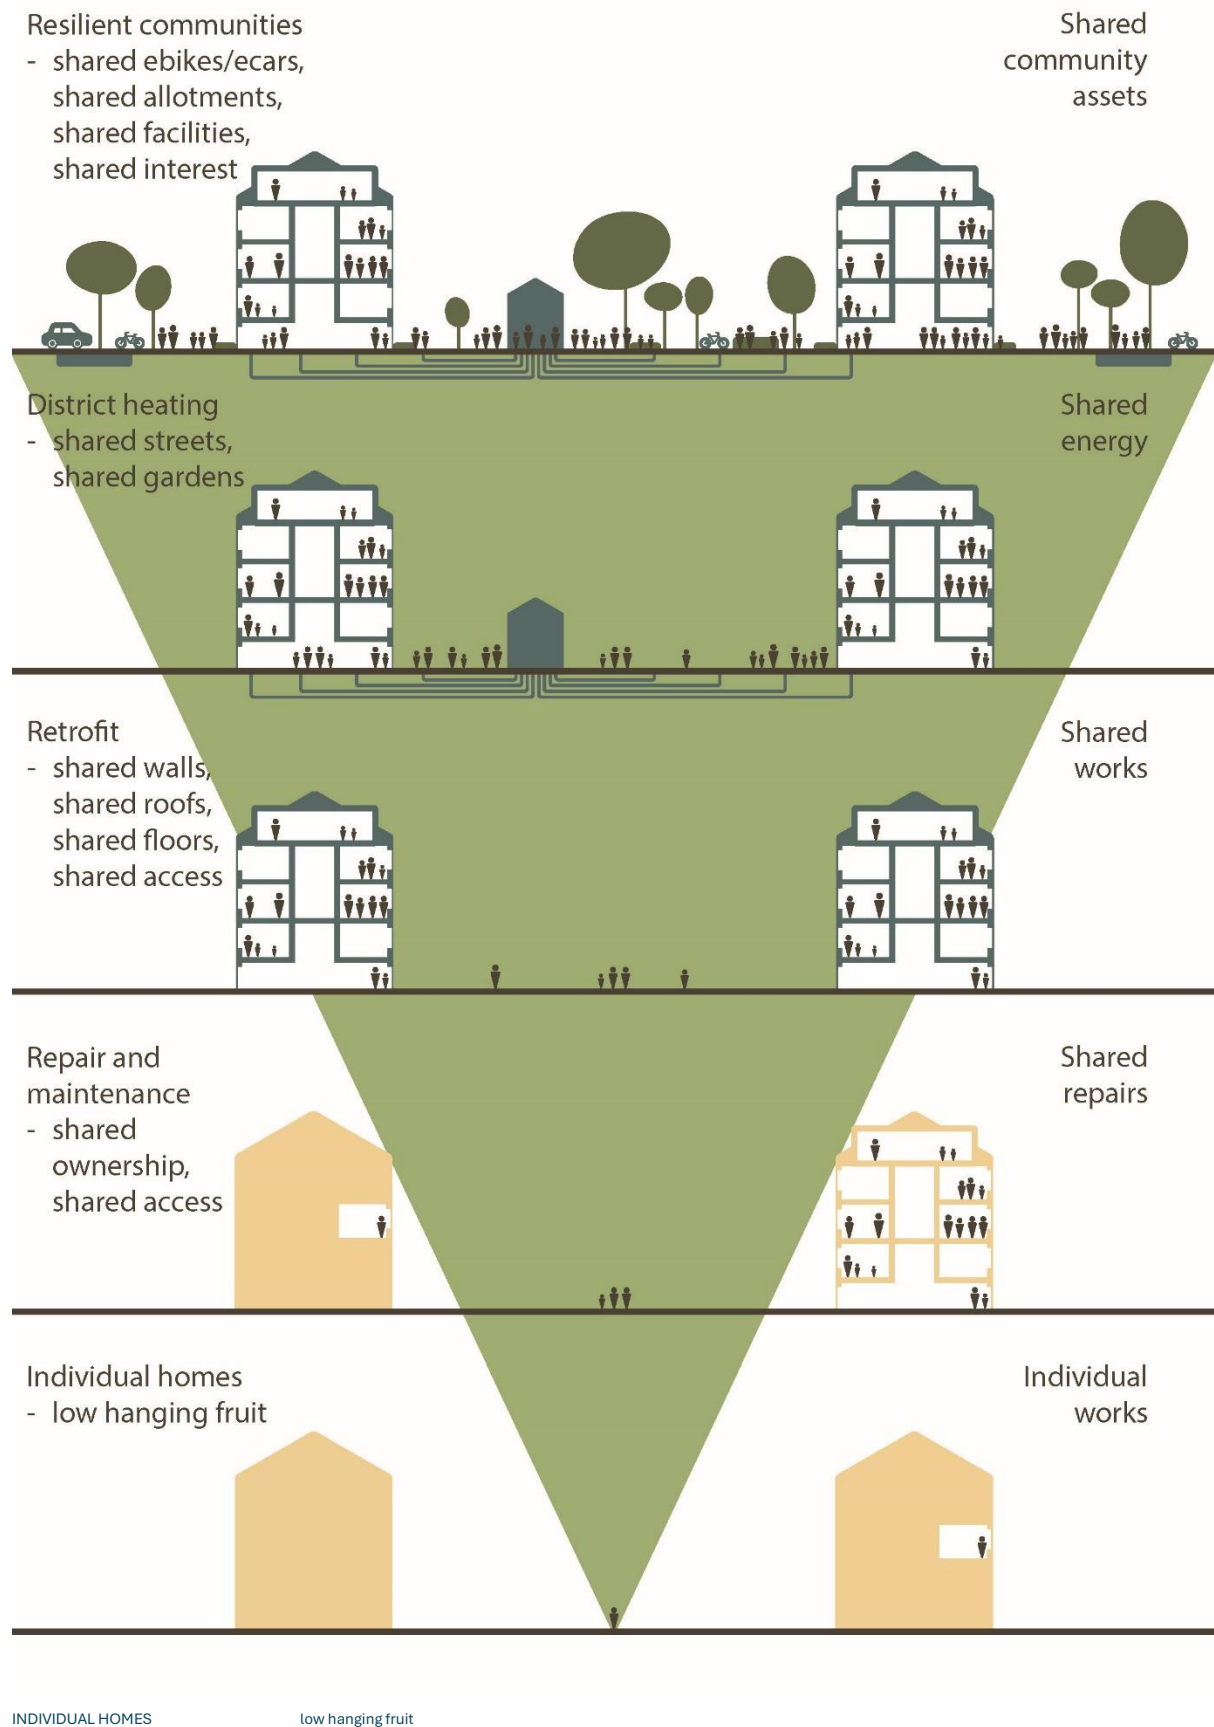 Resilient communities
- shared ebikes/ecars,
shared allotments,
shared facilities,
shared interest
Shared
community
assets
District heating
- shared streets,
shared gardens
Shared
energy
Retrofit
- shared walls,
shared roofs,
shared floors,
shared access
Shared
works
Repair and
maintenance
- shared
ownership,
shared access
Shared
repairs
Individual homes
- low hanging fruit
Individual
works
INDIVIDUAL HOMES low hanging fruit